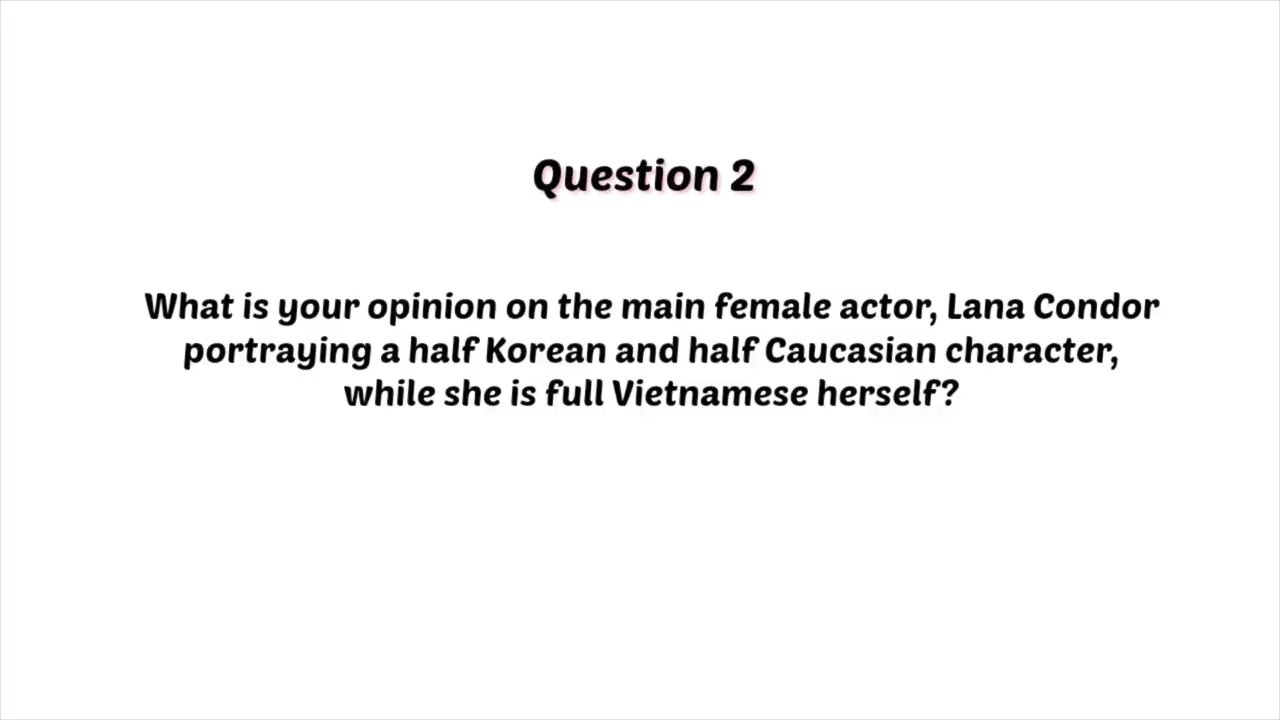 Question 2
What is your opinion on the main female actor, Lana Condor
portraying a half Korean and half Caucasian character,
while she is full Vietnamese herself?